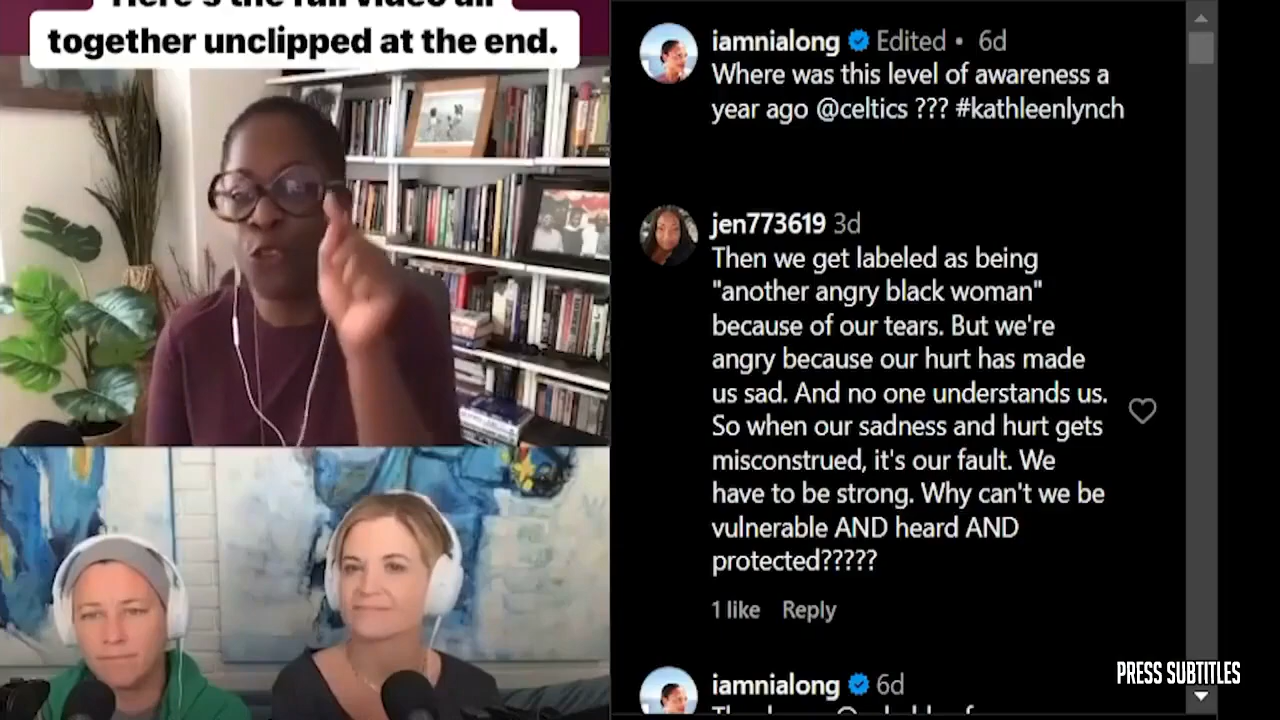 Here's the full video all
together unclipped at the end.
iamnialong Edited • 6d
Where was this level of awareness a
year ago @celtics ??? #kathleenlynch
jen773619 3d
Then we get labeled as being
"another angry black woman"
because of our tears. But we're
angry because our hurt has made
us sad. And no one understands us.
So when our sadness and hurt gets
misconstrued, it's our fault. We
have to be strong. Why can't we be
vulnerable AND heard AND
protected?????
1 like Reply
iamnialong 6d
PRESS SUBTITLES